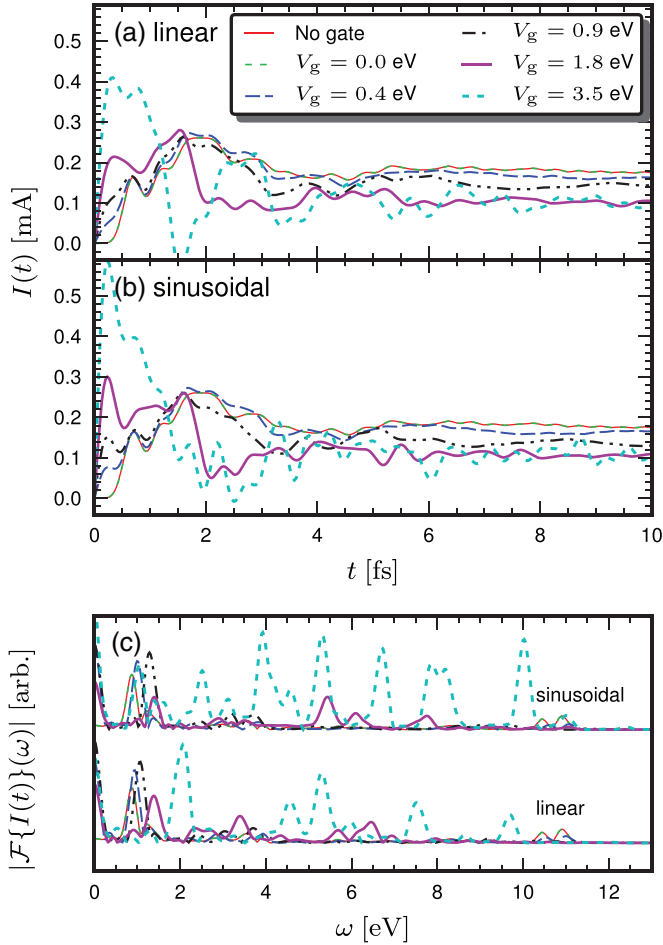 (a) linear
No gate
V_g = 0.0 eV
V_g = 0.4 eV
V_g = 0.9 eV
V_g = 1.8 eV
V_g = 3.5 eV
0.5
0.4
0.3
0.2
0.1
0.0
I(t) [mA]
(b) sinusoidal
0.5
0.4
0.3
0.2
0.1
0.0
0 2 4 6 8 10
t [fs]
(c)
sinusoidal
linear
|𝓕{I(t)}(ω)| [arb.]
0 2 4 6 8 10 12
ω [eV]